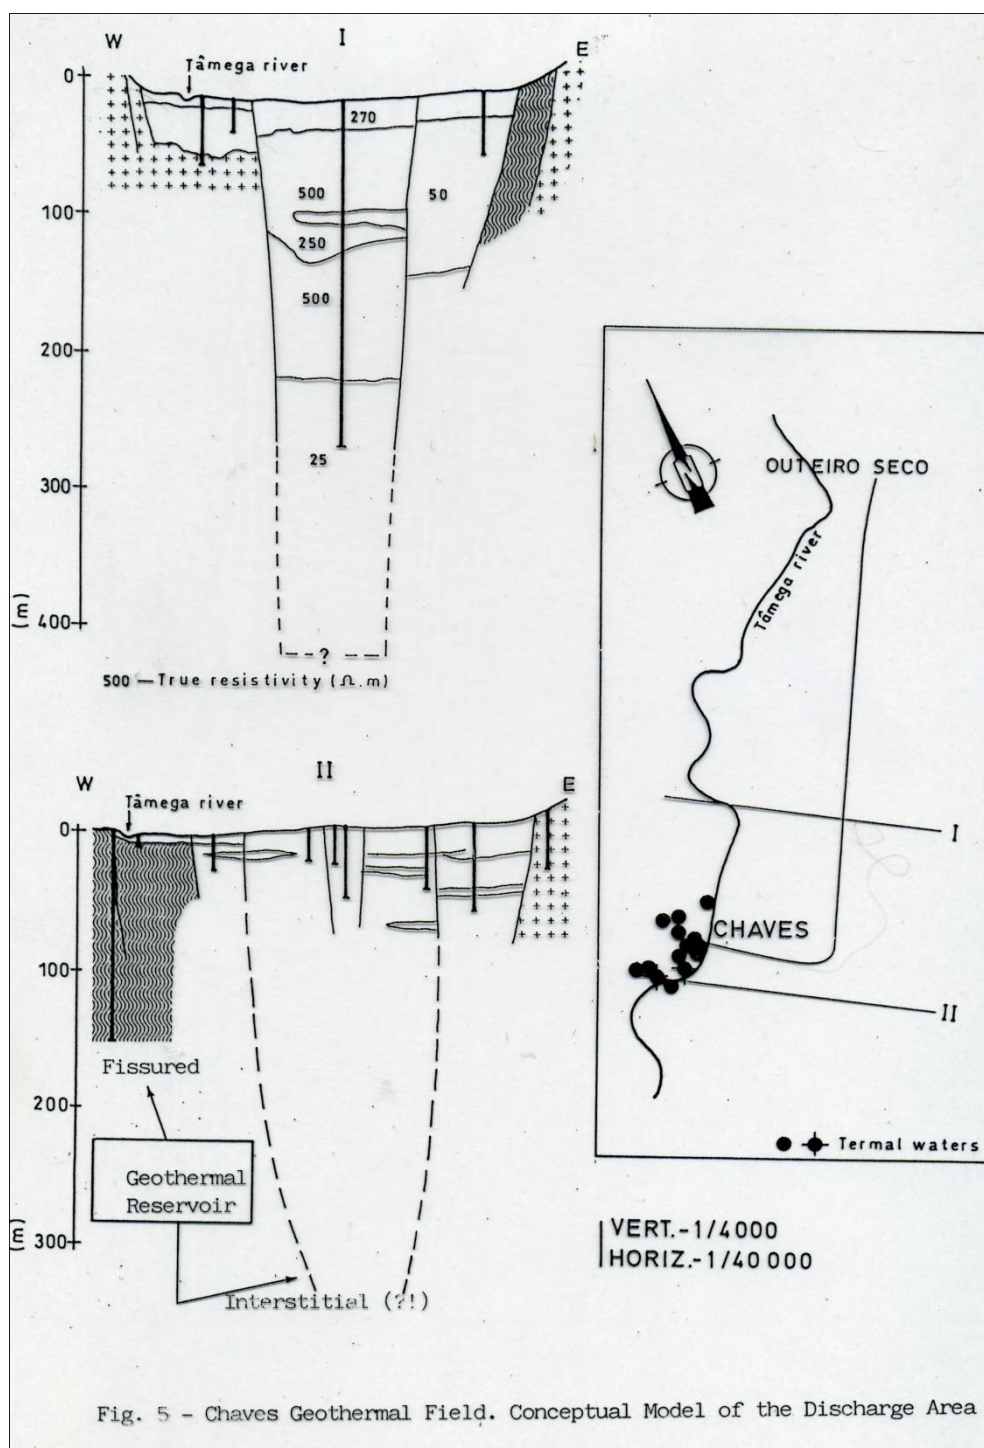 W I E
Tâmega river
0
270
500
50
100
250
500
200
25
300
(m)
400
?
500 — True resistivity (Ω.m)
II
W E
Tâmega river
0
100
Fissured
200
Geothermal
Reservoir
(m)
300
Interstitial (?!)
N
OUTEIRO SECO
Tâmega river
I
CHAVES
II
Termal waters
VERT.-1/4000
HORIZ.-1/40 000
Fig. 5 - Chaves Geothermal Field. Conceptual Model of the Discharge Area